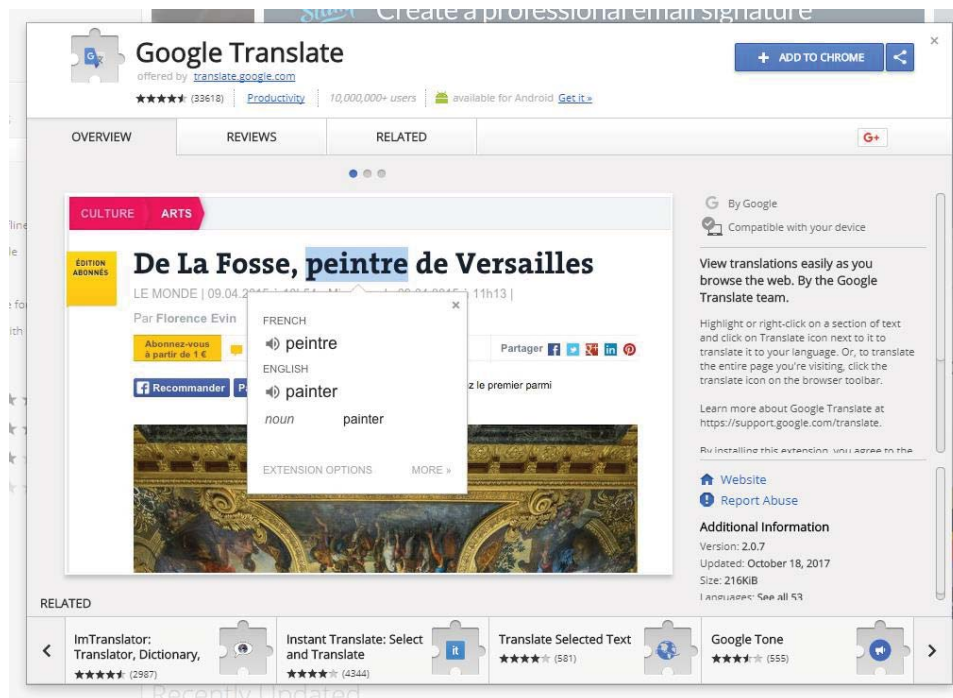 Create a professional email signature
Google Translate
offered by translate.google.com
(33618) Productivity 10,000,000+ users available for Android Get it »
+ ADD TO CHROME
OVERVIEW REVIEWS RELATED
G+
CULTURE ARTS
ÉDITION
ABONNÉS
De La Fosse, peintre de Versailles
LE MONDE | 09.04.2015 11h13 |
Par Florence Evin
Abonnez-vous
à partir de 1 €
Partager
Recommander
z le premier parmi
FRENCH
peintre
ENGLISH
painter
noun painter
EXTENSION OPTIONS MORE »
By Google
Compatible with your device
View translations easily as you
browse the web. By the Google
Translate team.
Highlight or right-click on a section of text
and click on Translate icon next to it to
translate it to your language. Or, to translate
the entire page you're visiting, click the
translate icon on the browser toolbar.
Learn more about Google Translate at
https://support.google.com/translate.
By installing this extension, you agree to the
Website
Report Abuse
Additional Information
Version: 2.0.7
Updated: October 18, 2017
Size: 216KiB
Languages: See all 53
RELATED
ImTranslator:
Translator, Dictionary,
(2987)
Instant Translate: Select
and Translate
(4344)
it
Translate Selected Text
(581)
Google Tone
(555)
Recently Updated